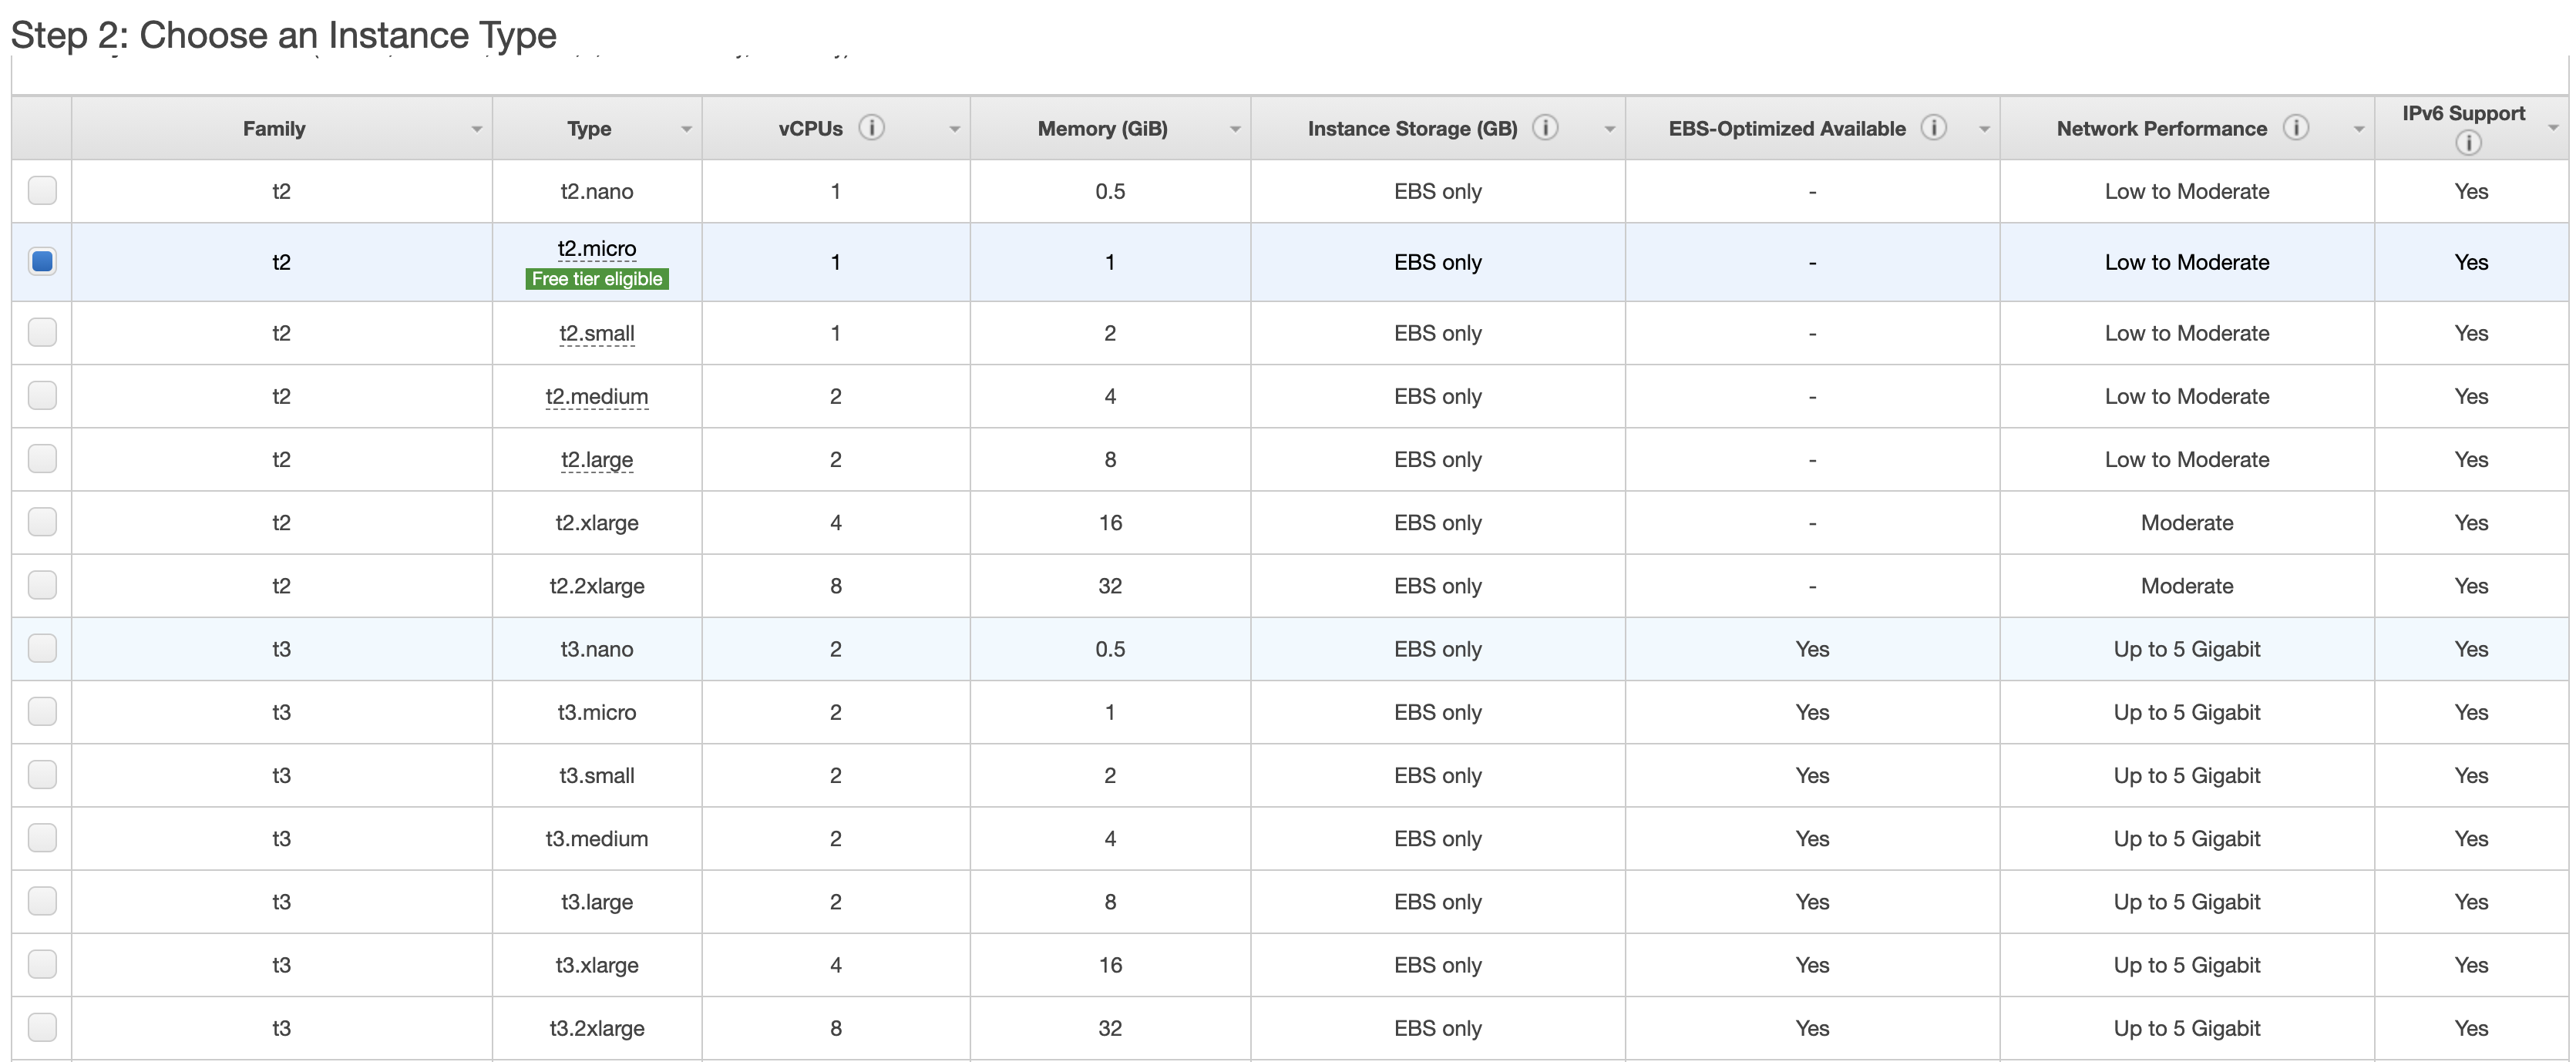 Step 2: Choose an Instance Type
Family Type vCPUs Memory (GiB) Instance Storage (GB) EBS-Optimized Available Network Performance IPv6 Support
t2 t2.nano 1 0.5 EBS only - Low to Moderate Yes
t2 t2.micro 1 1 EBS only - Low to Moderate Yes
Free tier eligible
t2 t2.small 1 2 EBS only - Low to Moderate Yes
t2 t2.medium 2 4 EBS only - Low to Moderate Yes
t2 t2.large 2 8 EBS only - Low to Moderate Yes
t2 t2.xlarge 4 16 EBS only - Moderate Yes
t2 t2.2xlarge 8 32 EBS only - Moderate Yes
t3 t3.nano 2 0.5 EBS only Yes Up to 5 Gigabit Yes
t3 t3.micro 2 1 EBS only Yes Up to 5 Gigabit Yes
t3 t3.small 2 2 EBS only Yes Up to 5 Gigabit Yes
t3 t3.medium 2 4 EBS only Yes Up to 5 Gigabit Yes
t3 t3.large 2 8 EBS only Yes Up to 5 Gigabit Yes
t3 t3.xlarge 4 16 EBS only Yes Up to 5 Gigabit Yes
t3 t3.2xlarge 8 32 EBS only Yes Up to 5 Gigabit Yes